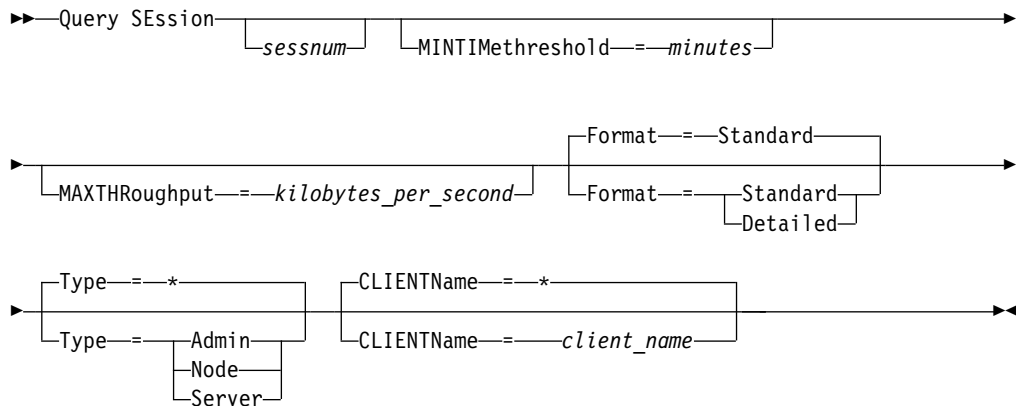 Query SEssion
sessnum
MINTIMethreshold = minutes
Format = Standard
MAXTHRoughput = kilobytes_per_second
Format = Standard
Detailed
Type = *
CLIENTName = *
Type = Admin
CLIENTName = client_name
Node
Server